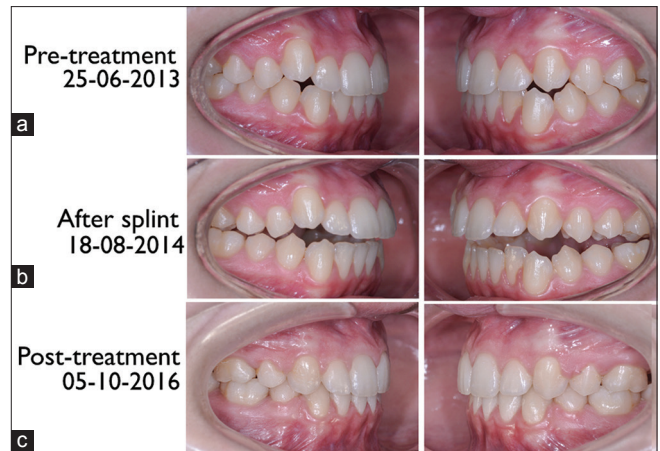 Pre-treatment
25-06-2013
a
After splint
18-08-2014
b
Post-treatment
05-10-2016
c